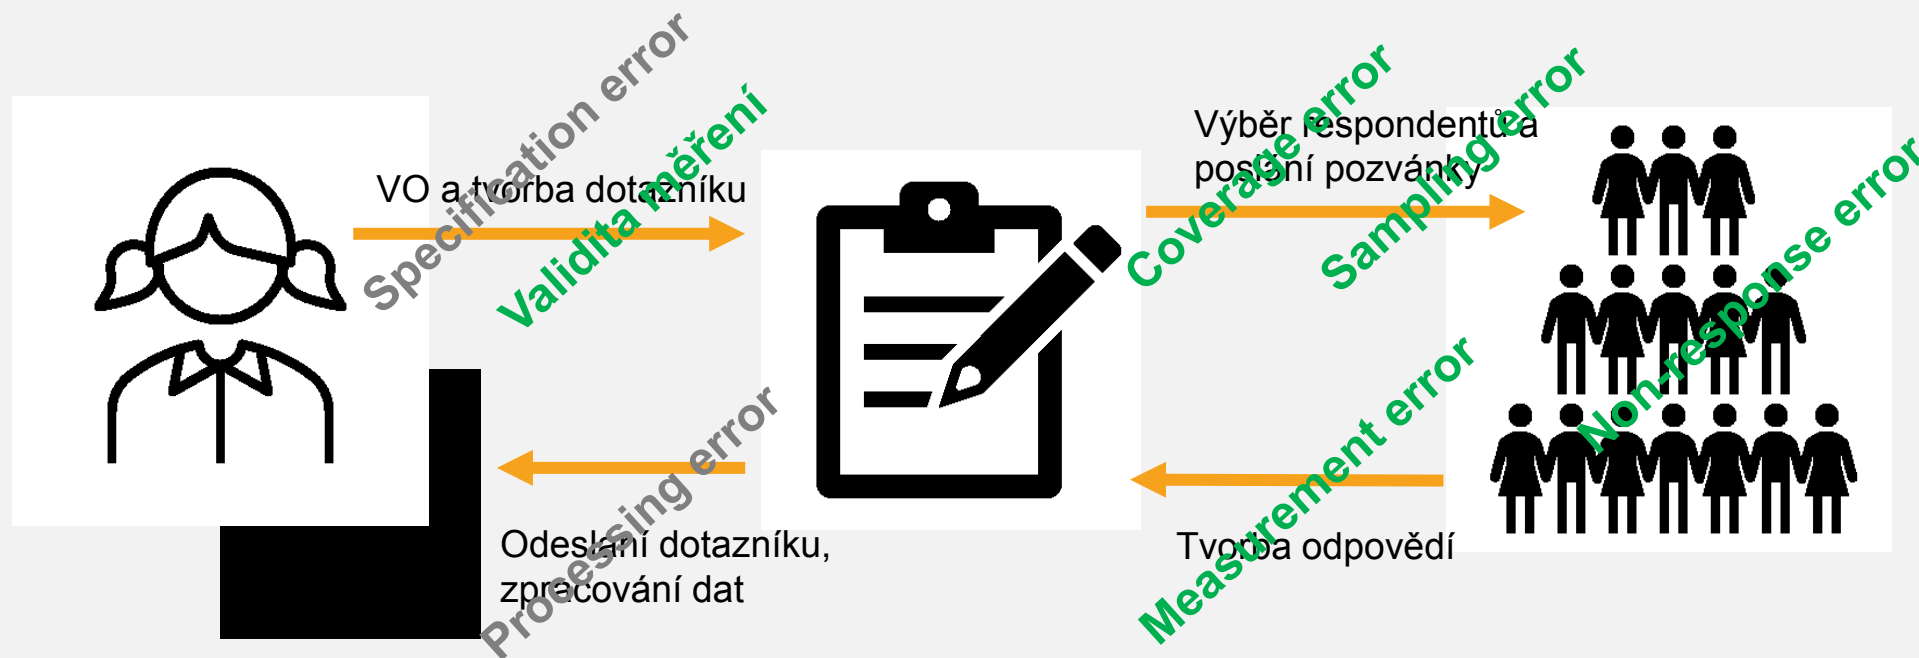 Specification error
Validita měření
VO a tvorba dotazníku
Coverage error
Sampling error
Výběr respondentů a
poslání pozvánky
Non-response error
Measurement error
Tvorba odpovědí
Processing error
Odeslání dotazníku,
zpracování dat